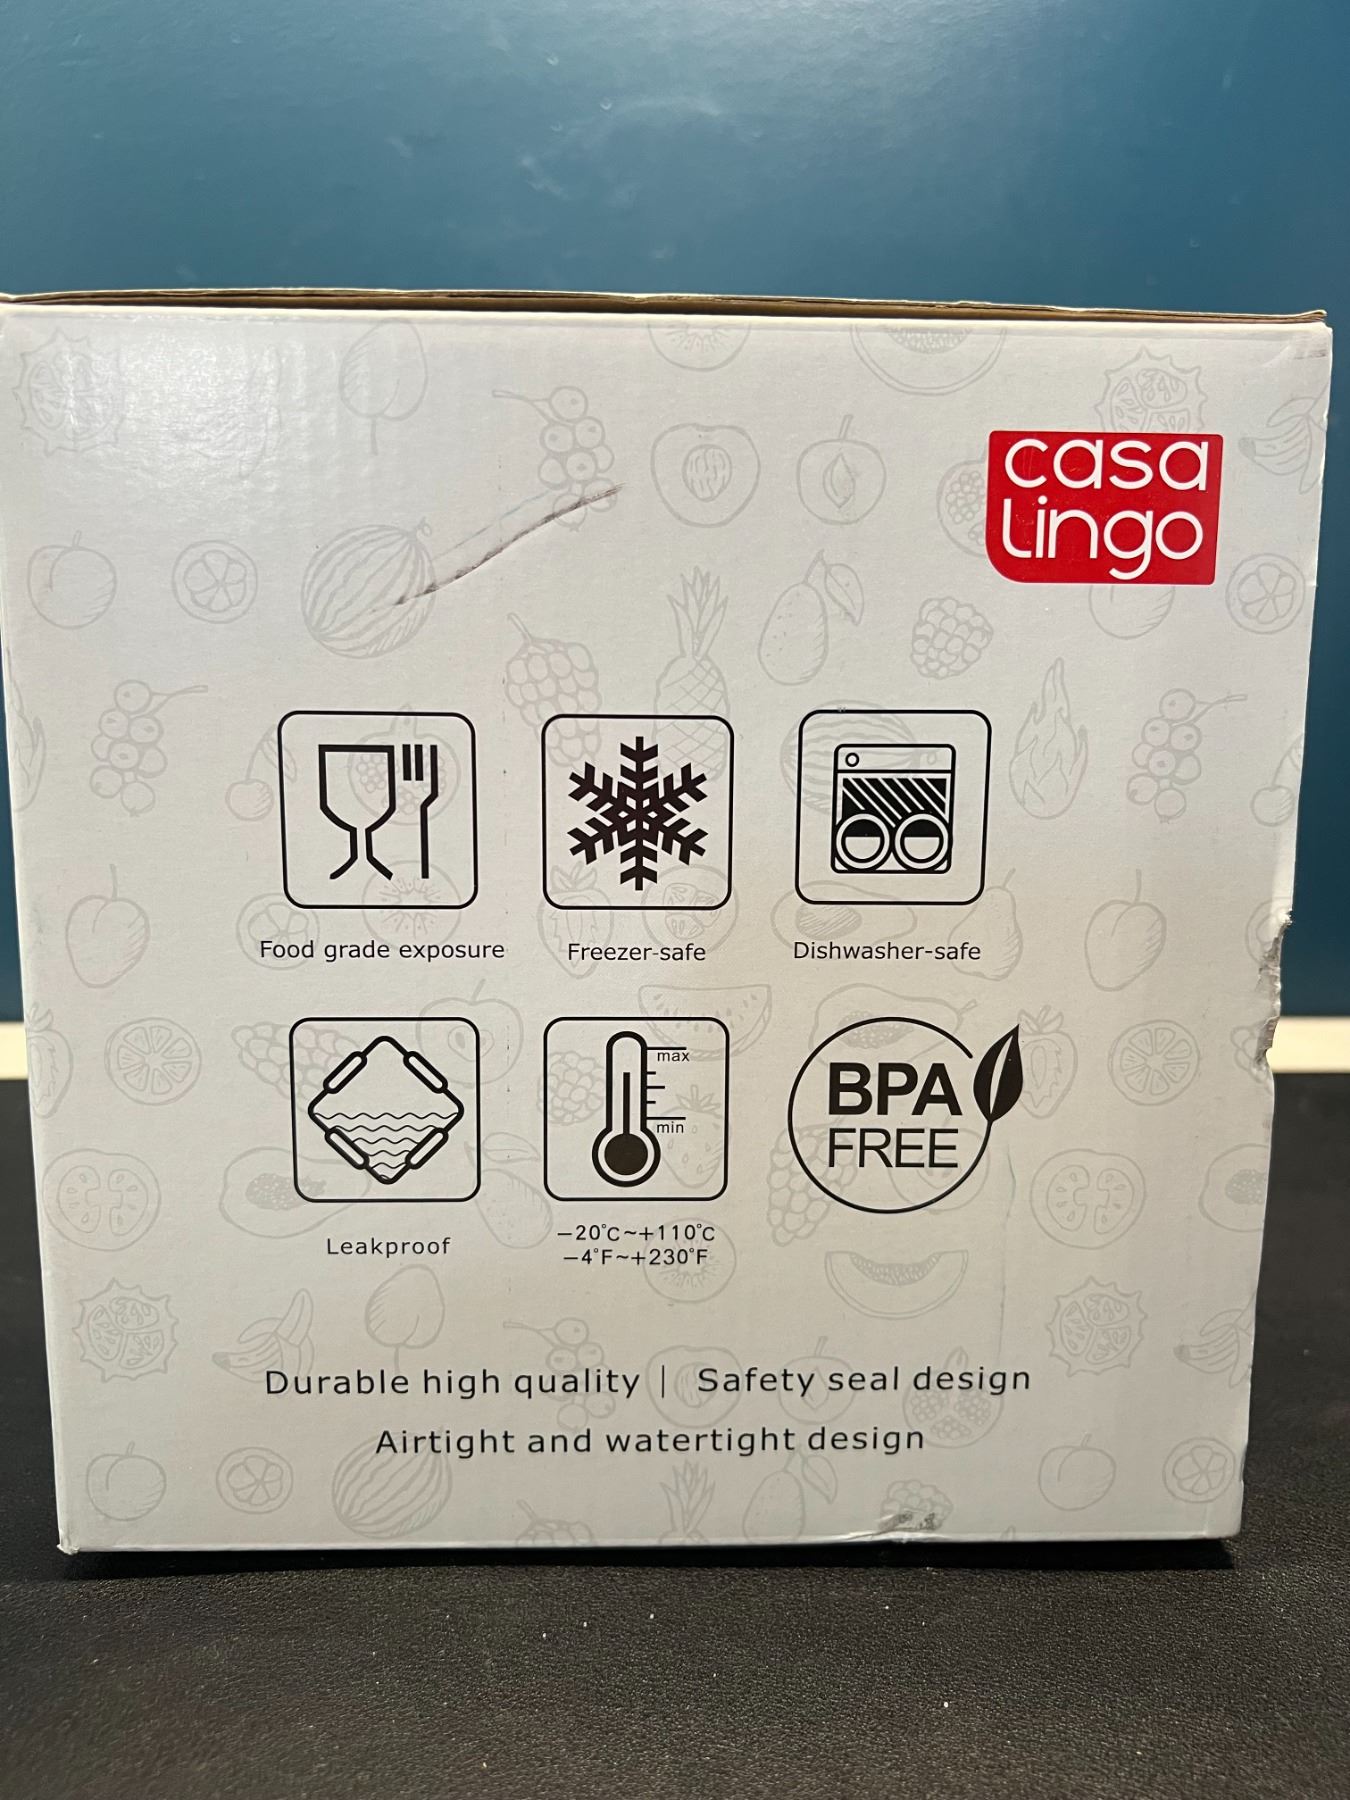 casa
lingo
Food grade exposure
Freezer-safe
Dishwasher-safe
max
min
BPA
FREE
Leakproof
−20°C~+110°C
−4°F~+230°F
Durable high quality | Safety seal design
Airtight and watertight design